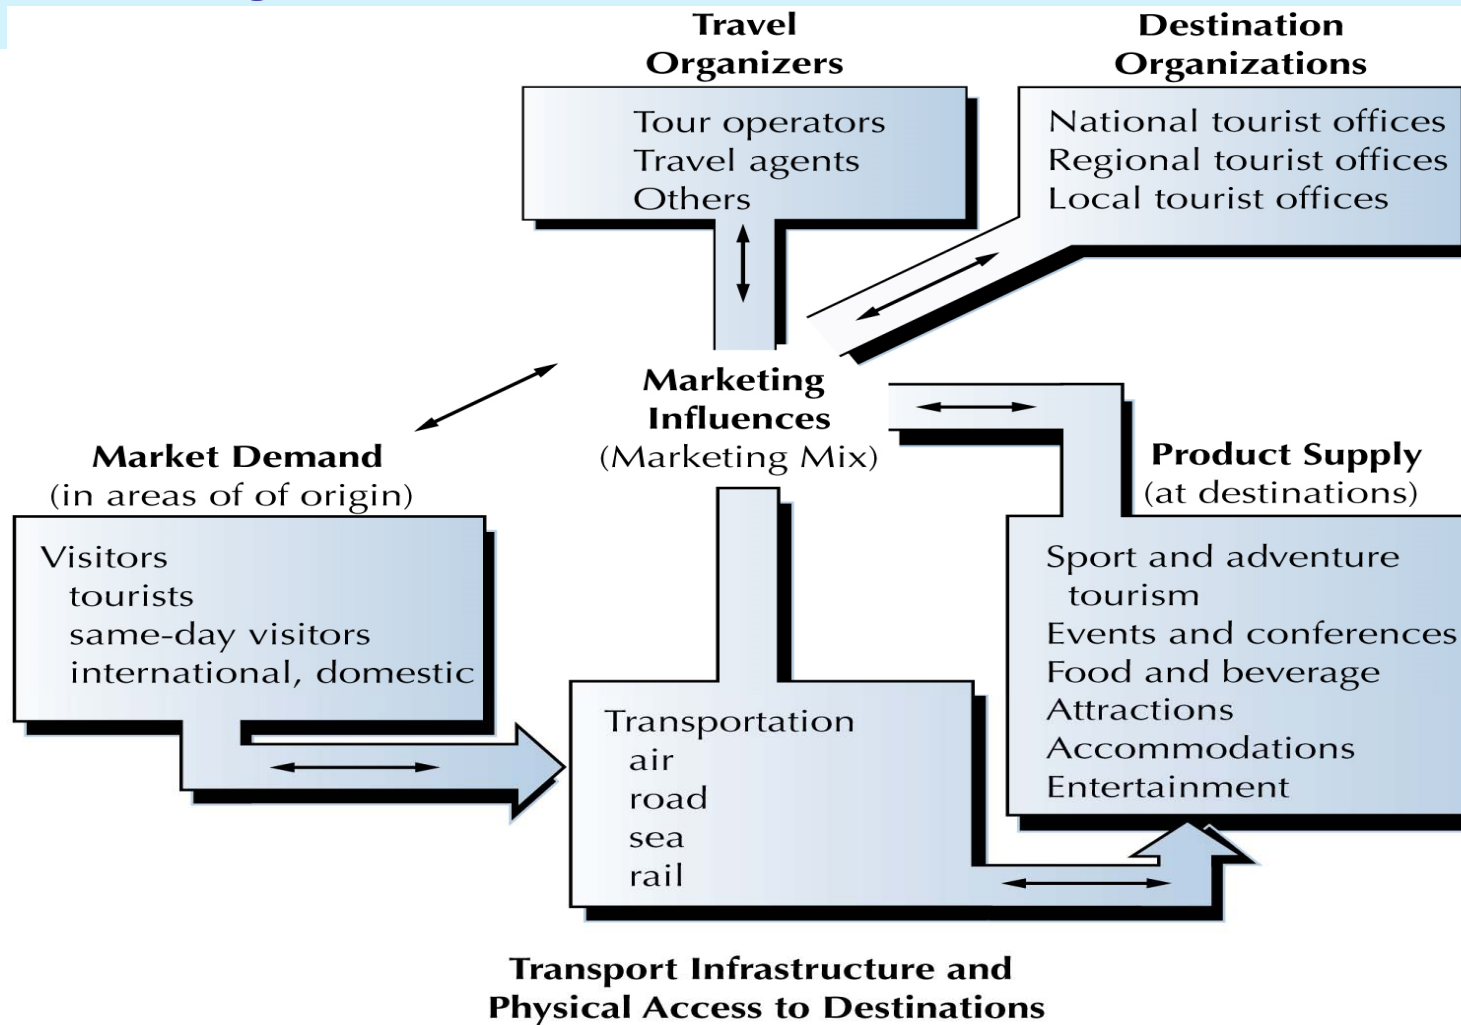 Travel
Organizers
Tour operators
Travel agents
Others
Destination
Organizations
National tourist offices
Regional tourist offices
Local tourist offices
Marketing
Influences
(Marketing Mix)
Market Demand
(in areas of of origin)
Visitors
tourists
same-day visitors
international, domestic
Product Supply
(at destinations)
Sport and adventure
tourism
Events and conferences
Food and beverage
Attractions
Accommodations
Entertainment
Transportation
air
road
sea
rail
Transport Infrastructure and
Physical Access to Destinations